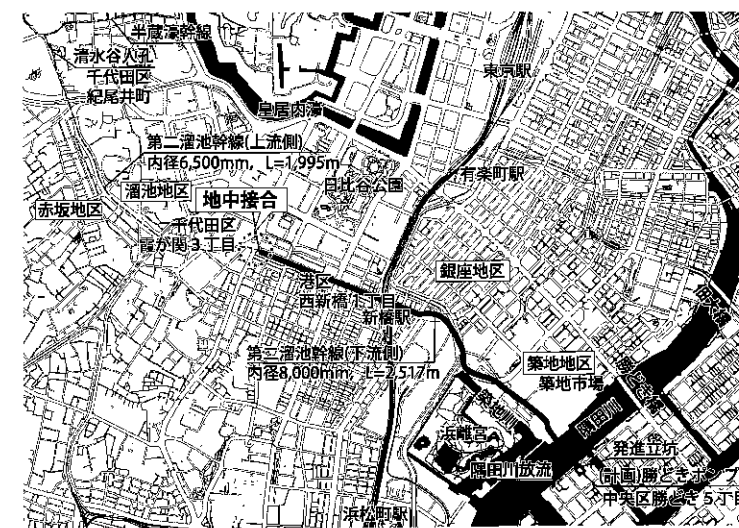 半蔵濠幹線
清水谷人孔
千代田区
紀尾井町
東京駅
皇居内濠
第二溜池幹線(上流側)
内径6,500mm, L=1,995m
日比谷公園
有楽町駅
溜池地区
地中接合
赤坂地区
千代田区
霞が関3丁目
銀座地区
港区
西新橋1丁目
新橋駅
第二溜池幹線(下流側)
内径8,000mm, L=2,517m
築地地区
築地市場
勝どき橋
築地川
隅田川
浜離宮
発進立坑
隅田川放流
(計画)勝どきポンプ
中央区勝どき5丁目
浜松町駅